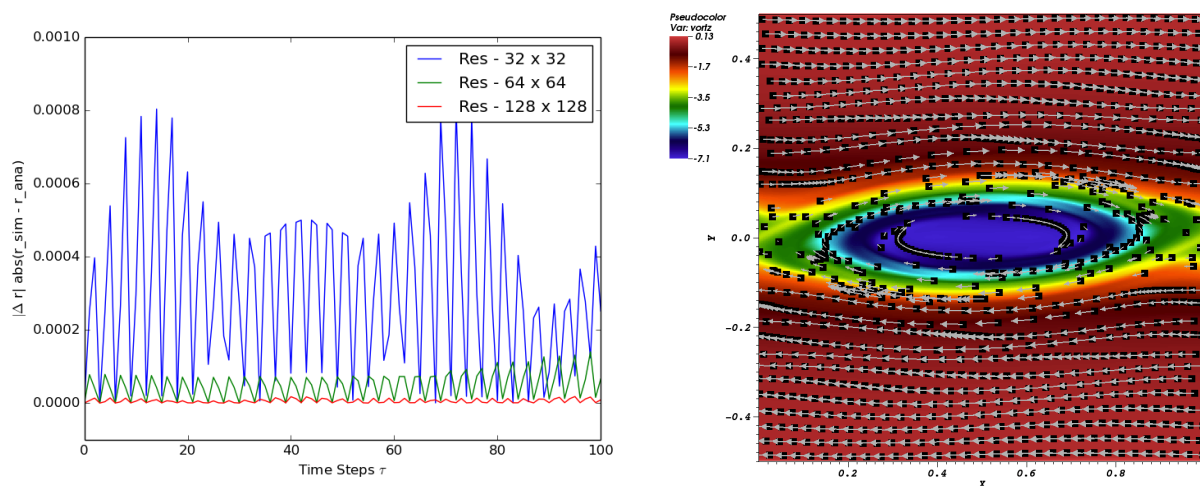 0.0010
0.0008
0.0006
0.0004
0.0002
0.0000
|Δ r| abs(r_sim - r_ana)
Res - 32 x 32
Res - 64 x 64
Res - 128 x 128
0 20 40 60 80 100
Time Steps τ
Pseudocolor
Var: vortz
0.13
-1.7
-3.5
-5.3
-7.1
0.4
0.2
0.0
-0.2
-0.4
Y
0.2 0.4 0.6 0.8
X